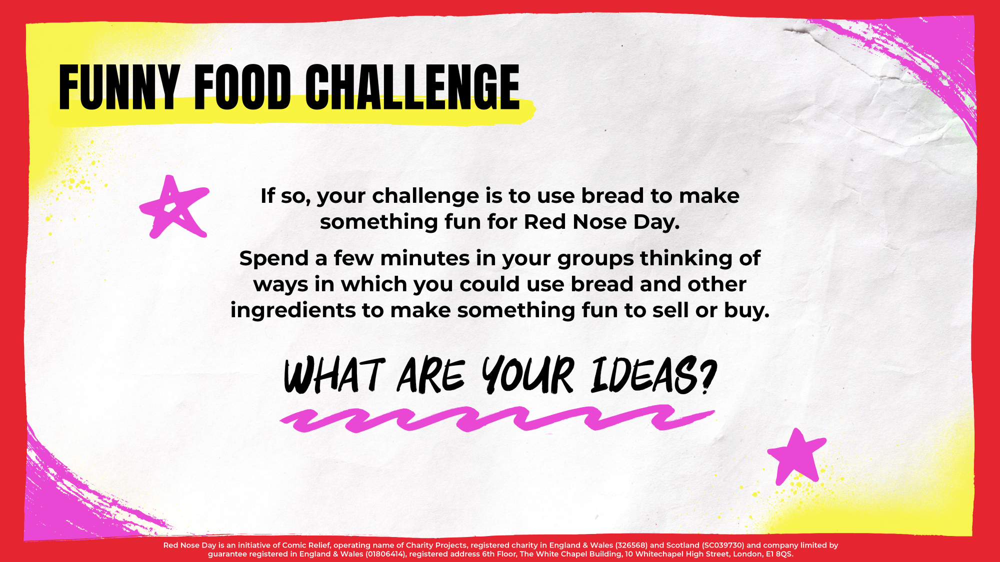 FUNNY FOOD CHALLENGE
If so, your challenge is to use bread to make
something fun for Red Nose Day.
Spend a few minutes in your groups thinking of
ways in which you could use bread and other
ingredients to make something fun to sell or buy.
WHAT ARE YOUR IDEAS?
Red Nose Day is an initiative of Comic Relief, operating name of Charity Projects, registered charity in England & Wales (326568) and Scotland (SC039730) and company limited by
guarantee registered in England & Wales (01806414), registered address 6th Floor, The White Chapel Building, 10 Whitechapel High Street, London, E1 8QS.